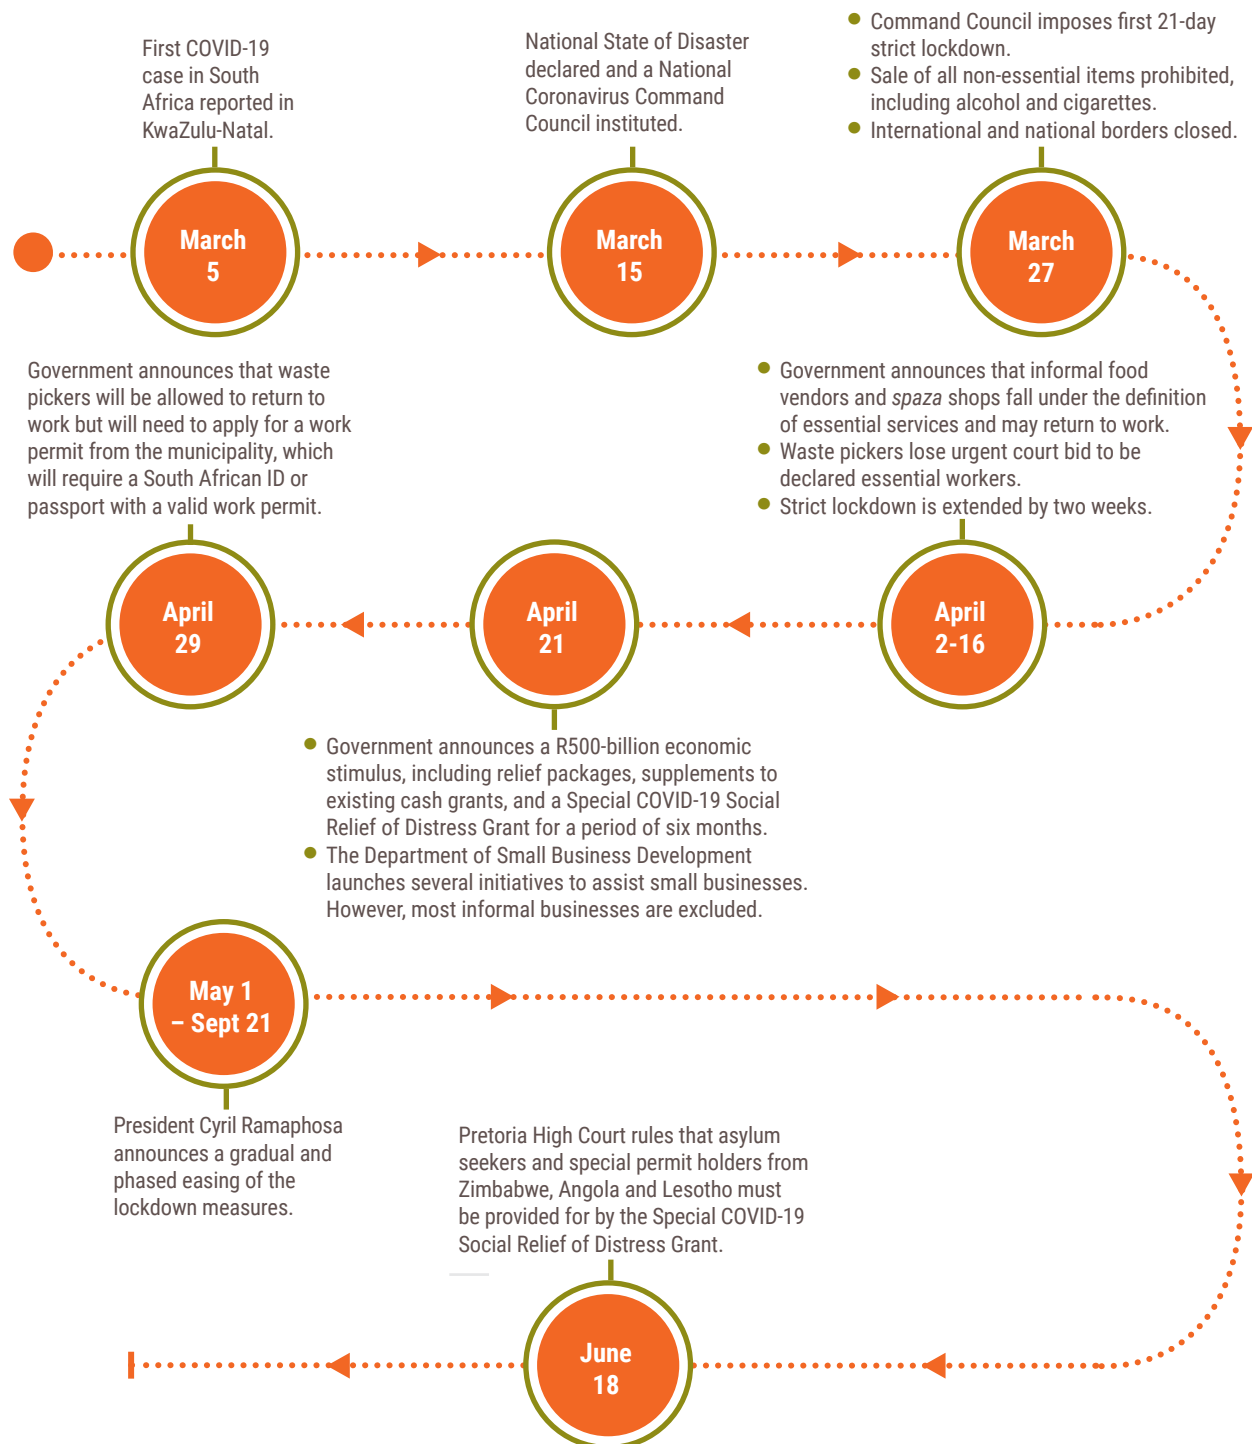 First COVID-19
case in South
Africa reported in
KwaZulu-Natal.
March
5
National State of Disaster
declared and a National
Coronavirus Command
Council instituted.
March
15
● Command Council imposes first 21-day
strict lockdown.
● Sale of all non-essential items prohibited,
including alcohol and cigarettes.
● International and national borders closed.
March
27
● Government announces that informal food
vendors and spaza shops fall under the definition
of essential services and may return to work.
● Waste pickers lose urgent court bid to be
declared essential workers.
● Strict lockdown is extended by two weeks.
April
2-16
April
21
● Government announces a R500-billion economic
stimulus, including relief packages, supplements to
existing cash grants, and a Special COVID-19 Social
Relief of Distress Grant for a period of six months.
● The Department of Small Business Development
launches several initiatives to assist small businesses.
However, most informal businesses are excluded.
Government announces that waste
pickers will be allowed to return to
work but will need to apply for a work
permit from the municipality, which
will require a South African ID or
passport with a valid work permit.
April
29
May 1
– Sept 21
President Cyril Ramaphosa
announces a gradual and
phased easing of the
lockdown measures.
Pretoria High Court rules that asylum
seekers and special permit holders from
Zimbabwe, Angola and Lesotho must
be provided for by the Special COVID-19
Social Relief of Distress Grant.
June
18